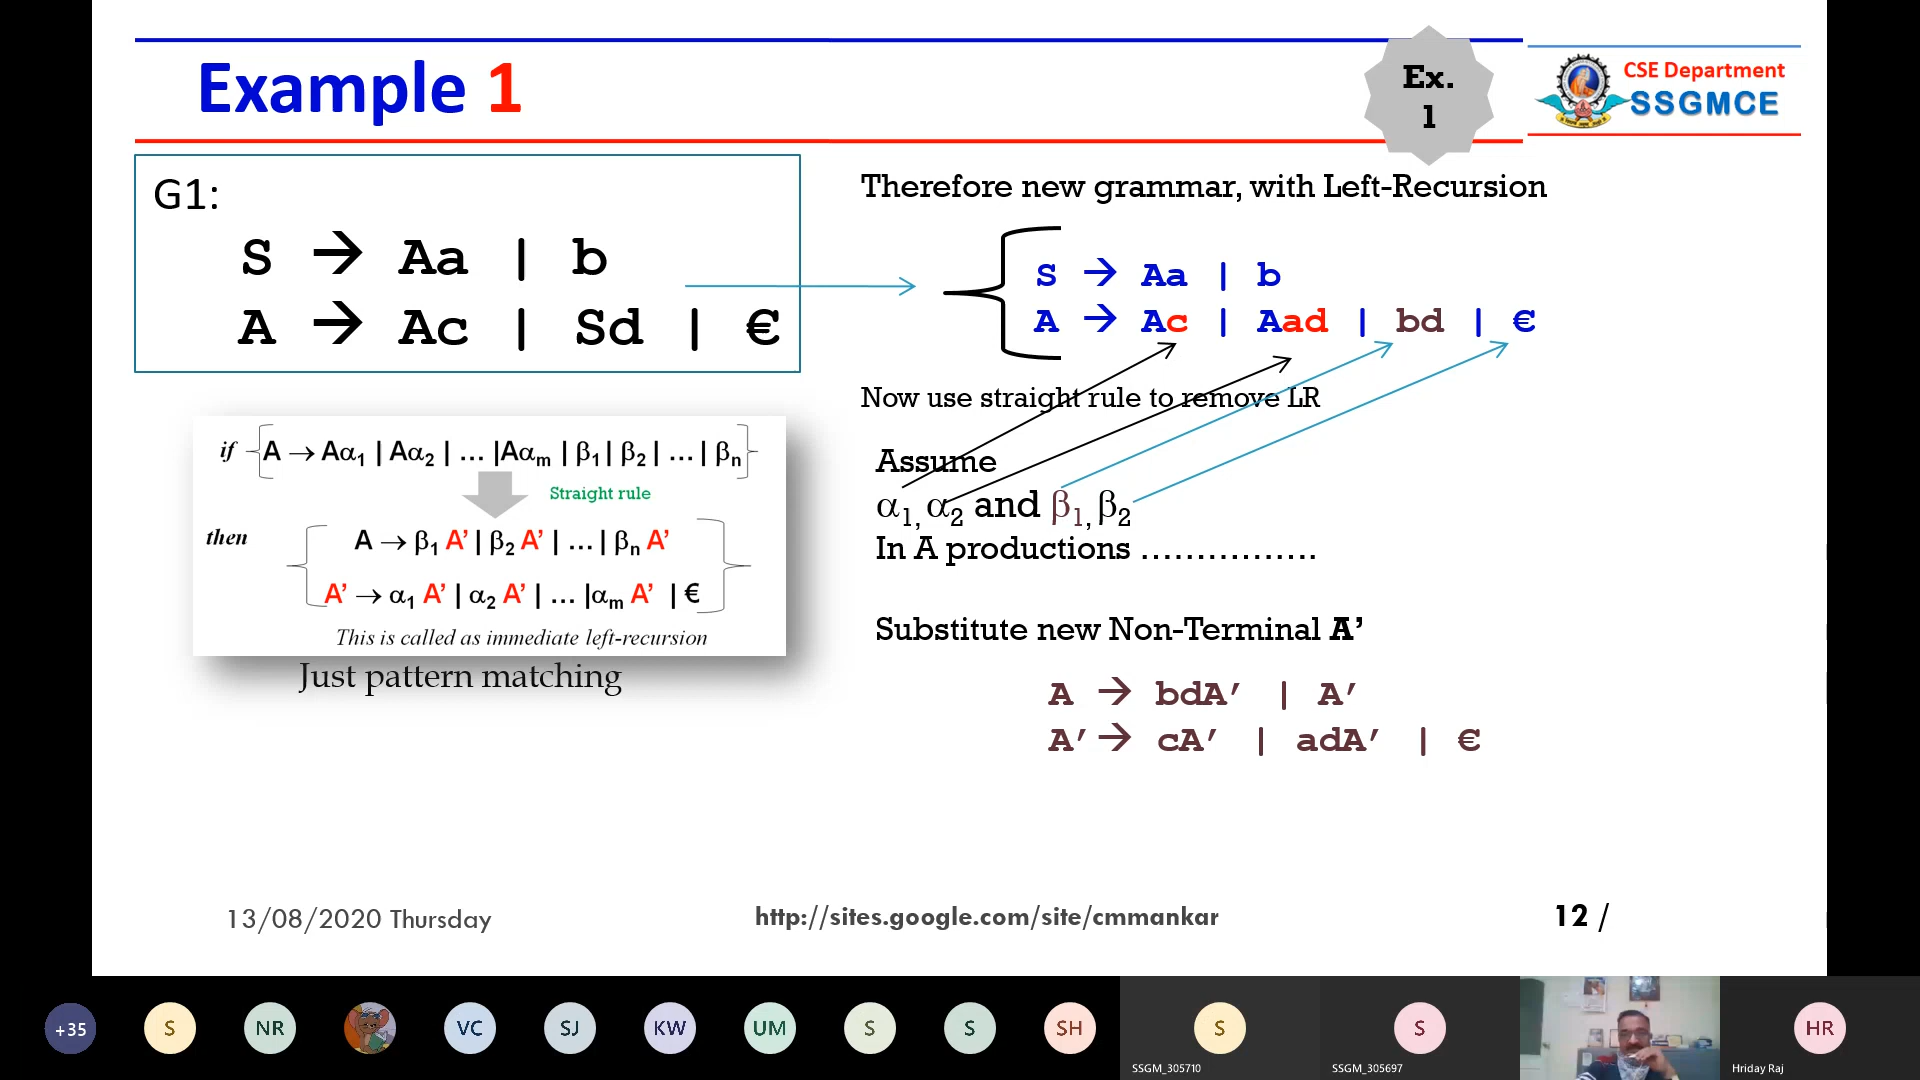 Example 1
Ex.
1
CSE Department
SSGMCE
G1:
S → Aa | b
A → Ac | Sd | €
Therefore new grammar, with Left-Recursion
S → Aa | b
A → Ac | Aad | bd | €
Now use straight rule to remove LR
if A → Aα1 | Aα2 | … |Aαm | β1 | β2 | … | βn
Straight rule
then
A → β1 A’ | β2 A’ | … | βn A’
A’ → α1 A’ | α2 A’ | … |αm A’ | €
This is called as immediate left-recursion
Just pattern matching
Assume
α1, α2 and β1, β2
In A productions ................
Substitute new Non-Terminal A’
A → bdA’ | A’
A’→ cA’ | adA’ | €
13/08/2020 Thursday
http://sites.google.com/site/cmmankar
12 /
+35
S
NR
VC
SJ
KW
UM
S
S
SH
S
SSGM_305710
S
SSGM_305697
HR
Hriday Raj